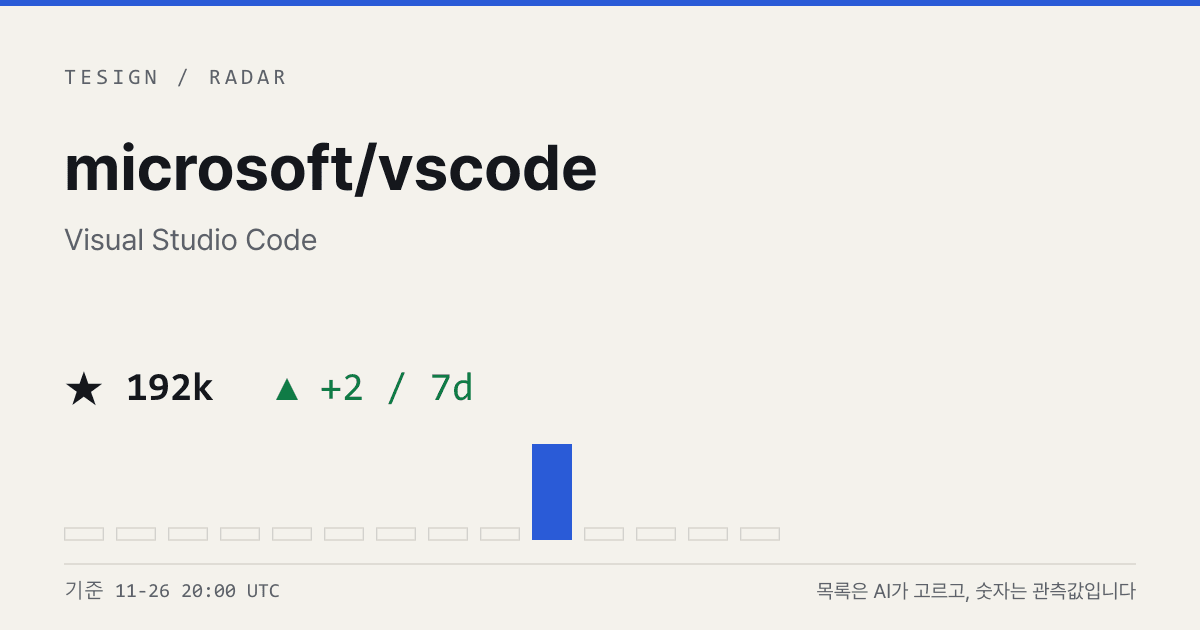 TESIGN / RADAR
microsoft/vscode
Visual Studio Code
★ 192k ▲ +2 / 7d
기준 11-26 20:00 UTC
목록은 AI가 고르고, 숫자는 관측값입니다